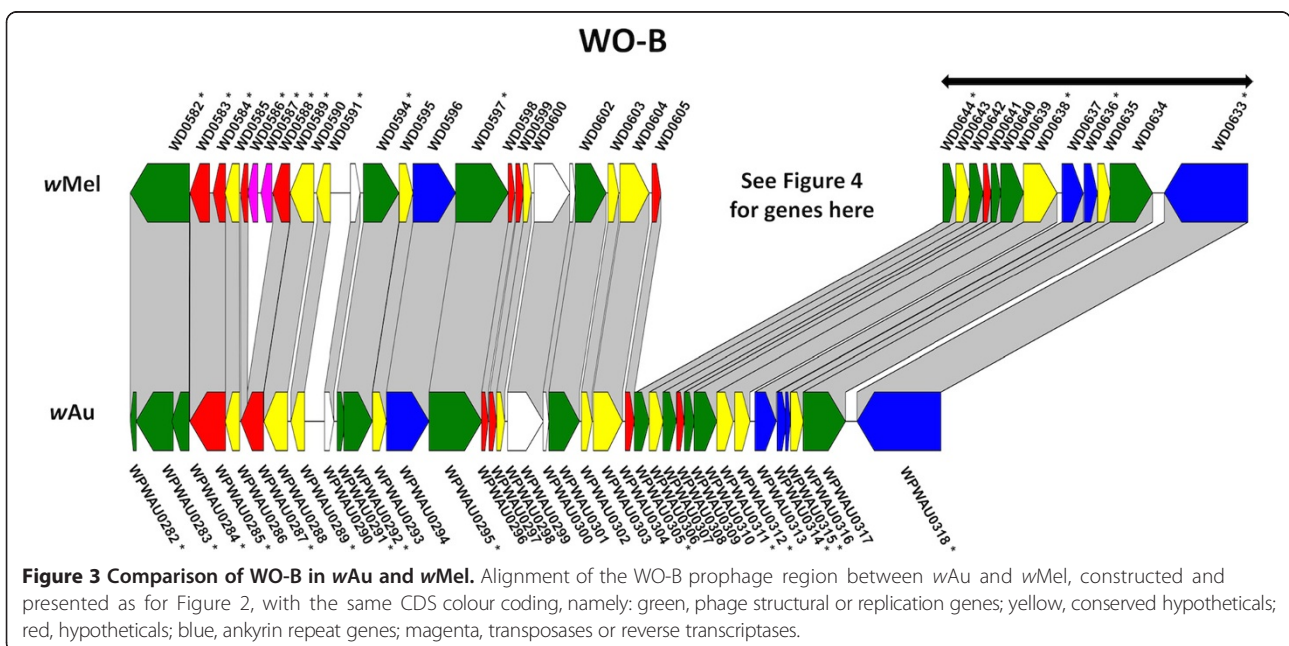 WO-B
WD0582 *
WD0583 *
WD0584 *
WD0585
WD0586 *
WD0587 *
WD0588 *
WD0589 *
WD0590
WD0591 *
WD0594 *
WD0595
WD0596
WD0597 *
WD0598
WD0599
WD0600
WD0602
WD0603
WD0604
WD0605
WD0644 *
WD0643
WD0642
WD0641
WD0640
WD0639
WD0638 *
WD0637
WD0636 *
WD0635
WD0634
WD0633 *
wMel
See Figure 4
for genes here
wAu
WPWAU0282 *
WPWAU0283 *
WPWAU0284 *
WPWAU0285 *
WPWAU0286
WPWAU0287 *
WPWAU0288
WPWAU0289 *
WPWAU0290
WPWAU0291 *
WPWAU0292 *
WPWAU0293
WPWAU0294
WPWAU0295 *
WPWAU0296
WPWAU0297
WPWAU0298
WPWAU0299
WPWAU0300
WPWAU0301
WPWAU0302
WPWAU0303
WPWAU0304
WPWAU0305 *
WPWAU0306
WPWAU0307
WPWAU0308
WPWAU0309
WPWAU0310
WPWAU0311 *
WPWAU0312 *
WPWAU0313
WPWAU0314 *
WPWAU0315 *
WPWAU0316
WPWAU0317
WPWAU0318 *
Figure 3 Comparison of WO-B in wAu and wMel. Alignment of the WO-B prophage region between wAu and wMel, constructed and
presented as for Figure 2, with the same CDS colour coding, namely: green, phage structural or replication genes; yellow, conserved hypotheticals;
red, hypotheticals; blue, ankyrin repeat genes; magenta, transposases or reverse transcriptases.